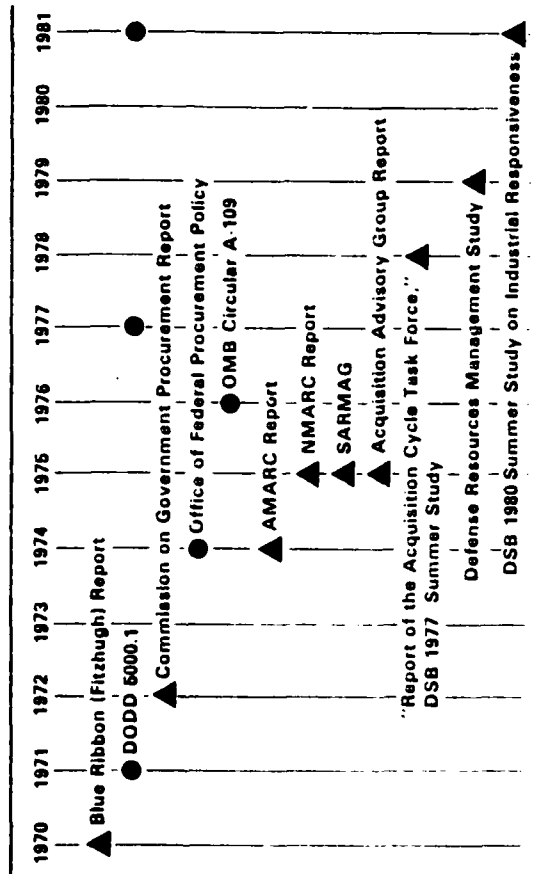 1970 1971 1972 1973 1974 1975 1976 1977 1978 1979 1980 1981
Blue Ribbon (Fitzhugh) Report
DODD 5000.1
Commission on Government Procurement Report
Office of Federal Procurement Policy
OMB Circular A-109
AMARC Report
NMARC Report
SARMAG
Acquisition Advisory Group Report
"Report of the Acquisition Cycle Task Force,"
DSB 1977 Summer Study
Defense Resources Management Study
DSB 1980 Summer Study on Industrial Responsiveness